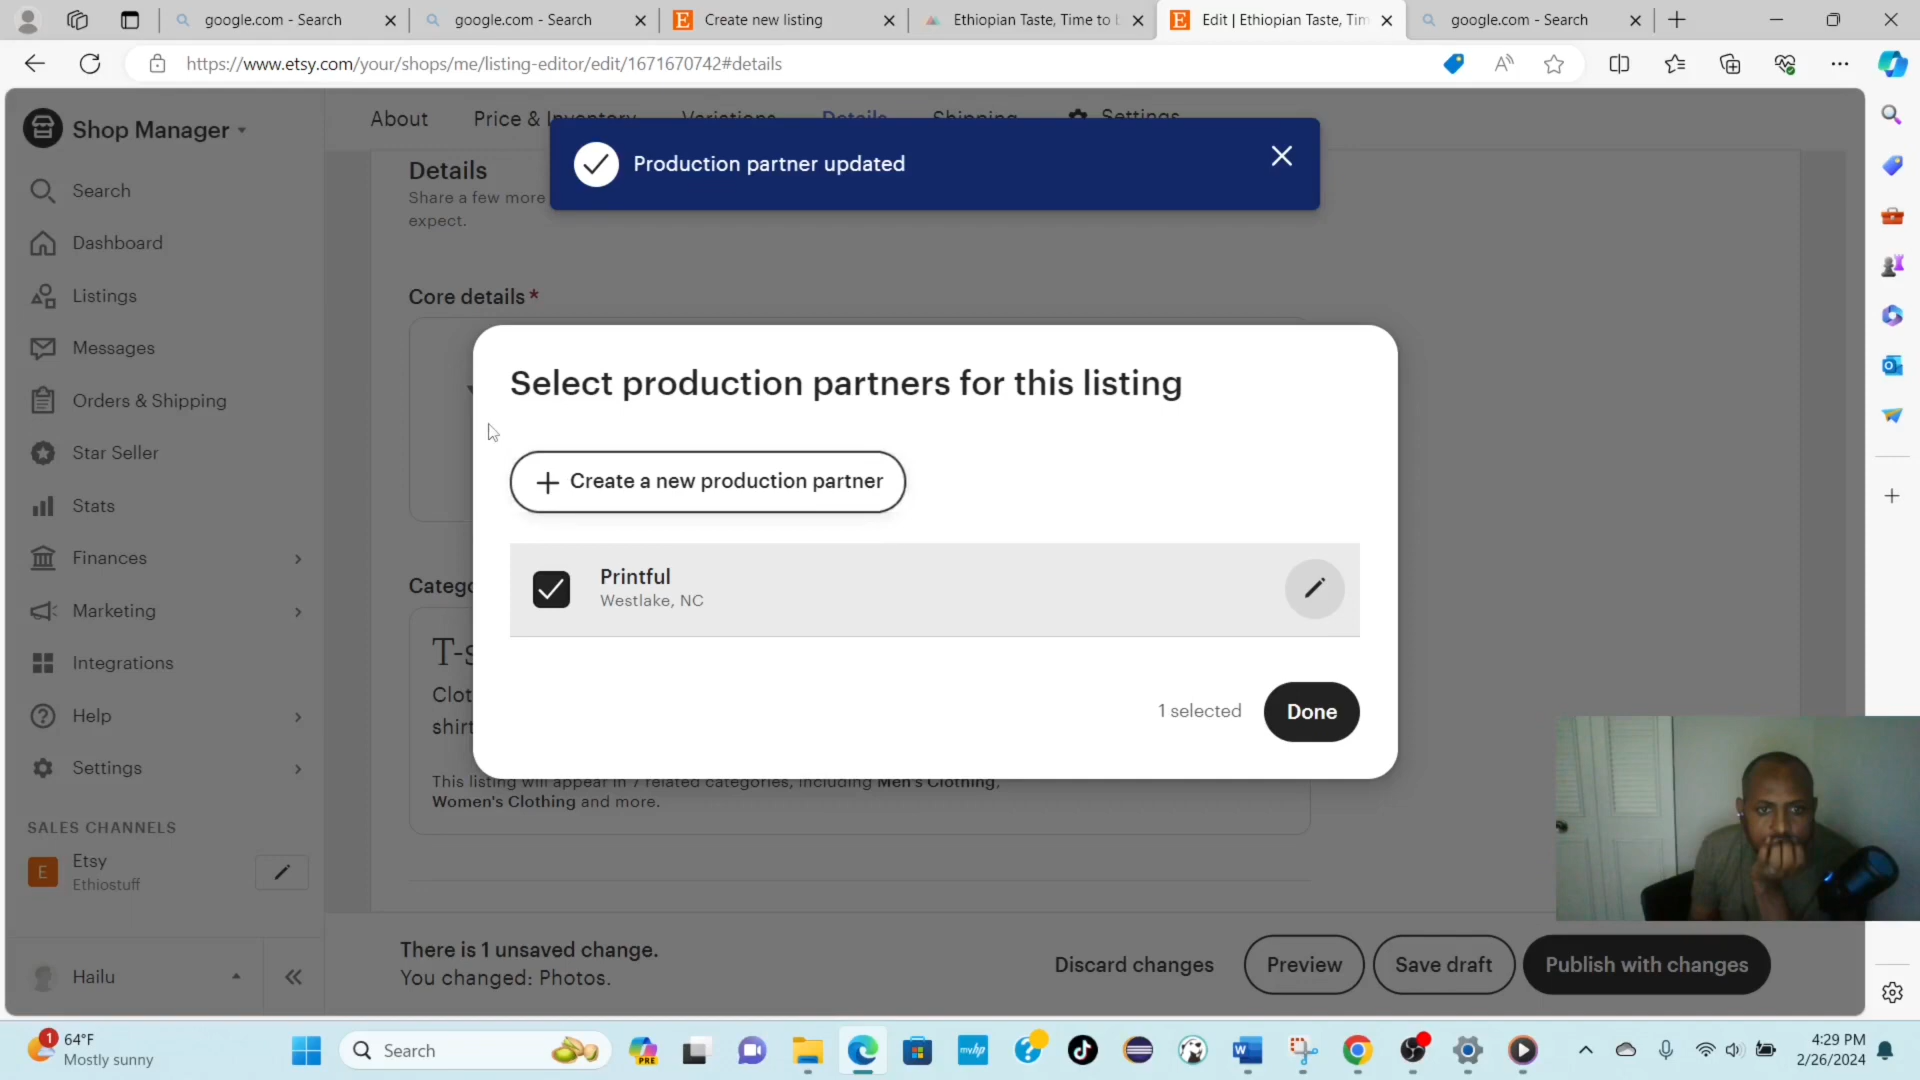 google.com - Search
google.com - Search
Create new listing
Ethiopian Taste, Time to
Edit | Ethiopian Taste, Tim
google.com - Search
https://www.etsy.com/your/shops/me/listing-editor/edit/1671670742#details
Shop Manager
Search
Dashboard
Listings
Messages
Orders & Shipping
Star Seller
Stats
Finances
Marketing
Integrations
Help
Settings
SALES CHANNELS
E
Etsy
Ethiostuff
Hailu
About Price & Inventory Variations Details Shipping Settings
Production partner updated
Details
Share a few more
expect.
Core details *
Select production partners for this listing
+ Create a new production partner
Printful
Westlake, NC
1 selected Done
Catego
T-s
Clot
shirt
This listing will appear in 7 related categories, including Men's Clothing,
Women's Clothing and more.
There is 1 unsaved change.
You changed: Photos.
Discard changes Preview Save draft Publish with changes
1
64°F
Mostly sunny
Search
PRE
myhp
W
4:29 PM
2/26/2024